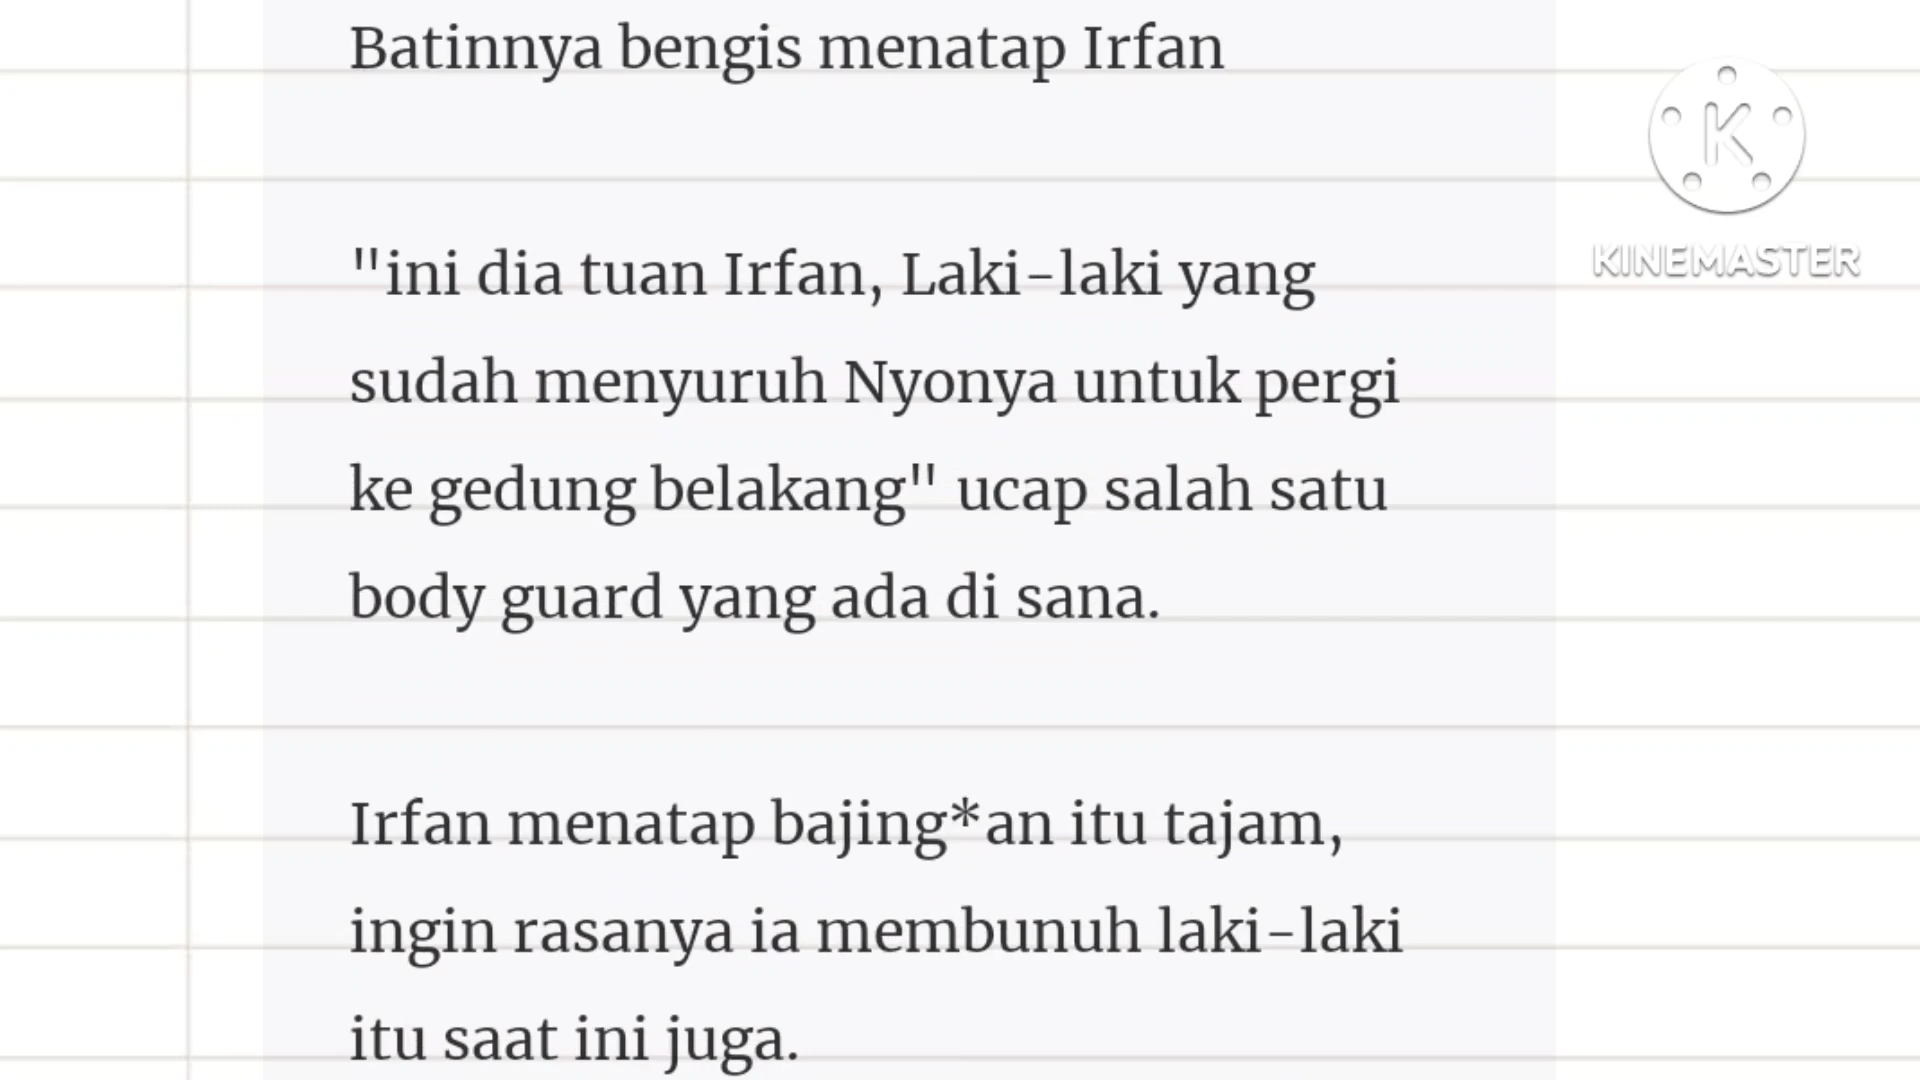 Batinnya bengis menatap Irfan
"ini dia tuan Irfan, Laki-laki yang
sudah menyuruh Nyonya untuk pergi
ke gedung belakang" ucap salah satu
body guard yang ada di sana.
Irfan menatap bajing*an itu tajam,
ingin rasanya ia membunuh laki-laki
itu saat ini juga.
K
KINEMASTER